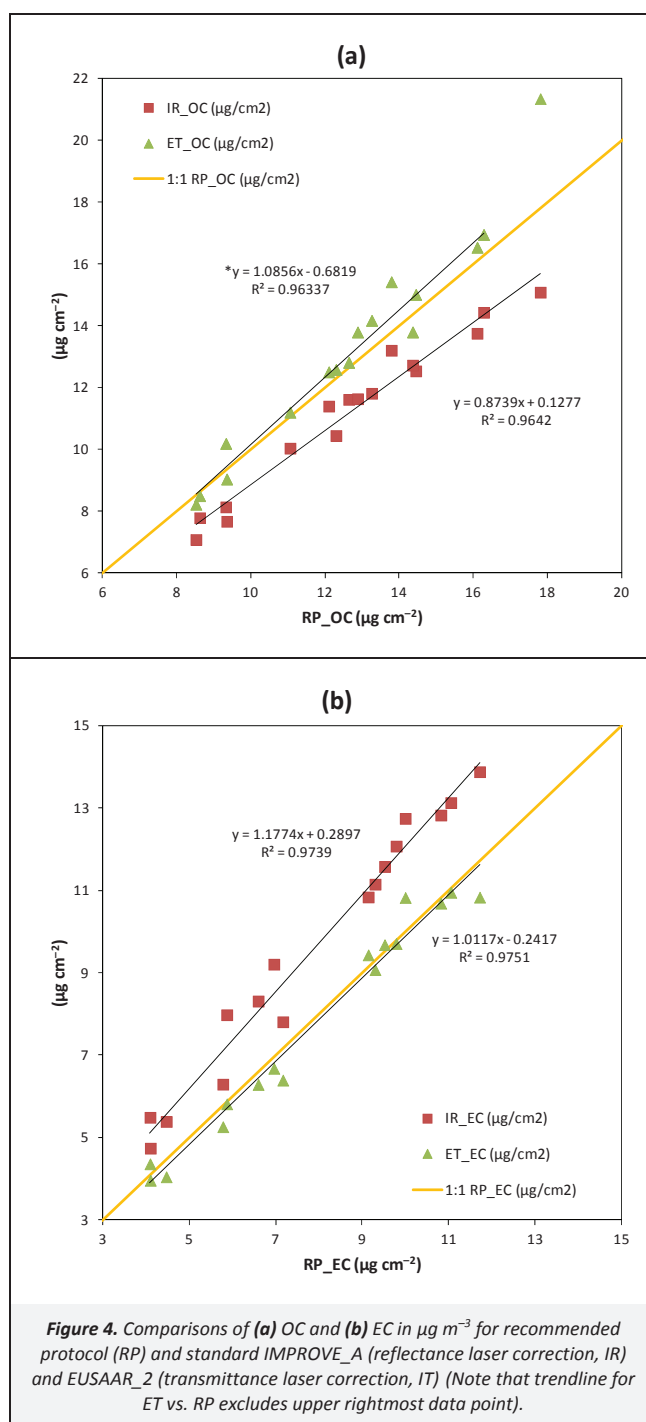 (a)
22
20
18
16
14
12
10
8
6
(µg cm⁻²)
IR_OC (µg/cm2)
ET_OC (µg/cm2)
1:1 RP_OC (µg/cm2)
*y = 1.0856x - 0.6819
R² = 0.96337
y = 0.8739x + 0.1277
R² = 0.9642
6 8 10 12 14 16 18 20
RP_OC (µg cm⁻²)
(b)
15
13
11
9
7
5
3
(µg cm⁻²)
y = 1.1774x + 0.2897
R² = 0.9739
y = 1.0117x - 0.2417
R² = 0.9751
IR_EC (µg/cm2)
ET_EC (µg/cm2)
1:1 RP_EC (µg/cm2)
3 5 7 9 11 13 15
RP_EC (µg cm⁻²)
Figure 4. Comparisons of (a) OC and (b) EC in µg m⁻³ for recommended
protocol (RP) and standard IMPROVE_A (reflectance laser correction, IR)
and EUSAAR_2 (transmittance laser correction, IT) (Note that trendline for
ET vs. RP excludes upper rightmost data point).